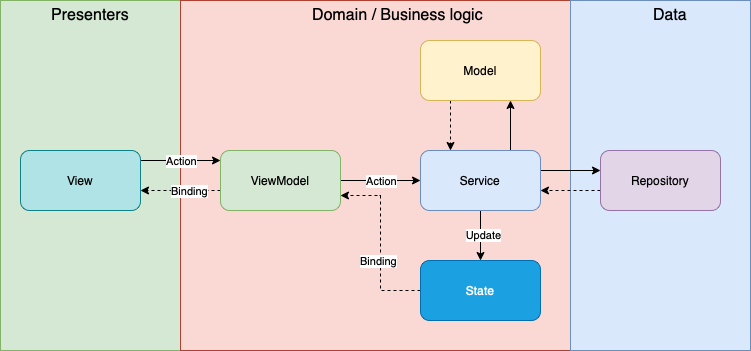 Presenters
Domain / Business logic
Data
Model
Action
View
Binding
ViewModel
Action
Service
Repository
Update
Binding
State